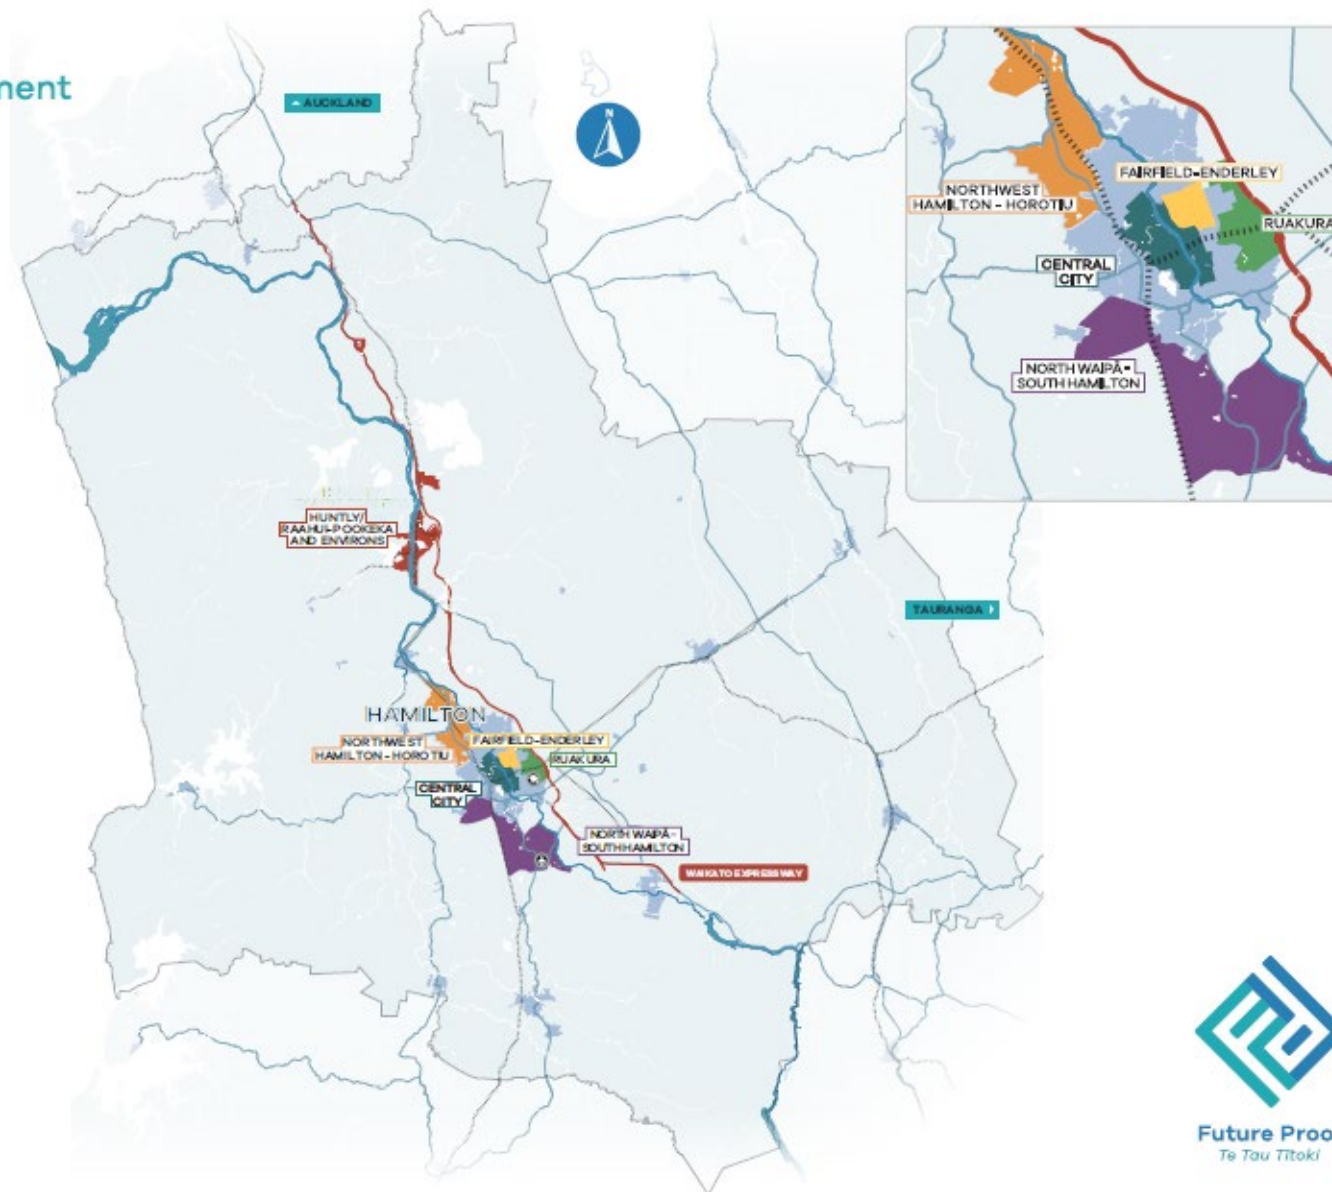 ment
AUCKLAND
N
FAIRFIELD-ENDERLEY
NORTHWEST
HAMILTON - HOROTIU
RUAKURA
CENTRAL
CITY
NORTH WAIPĀ -
SOUTH HAMILTON
HUNTLY/
RAAHUI-POOKEKA
AND ENVIRONS
TAURANGA
HAMILTON
NORTHWEST
HAMILTON - HOROTIU
FAIRFIELD-ENDERLEY
RUAKURA
CENTRAL
CITY
NORTH WAIPĀ -
SOUTH HAMILTON
WAIKATO EXPRESSWAY
Future Proo
Te Tau Tītoki